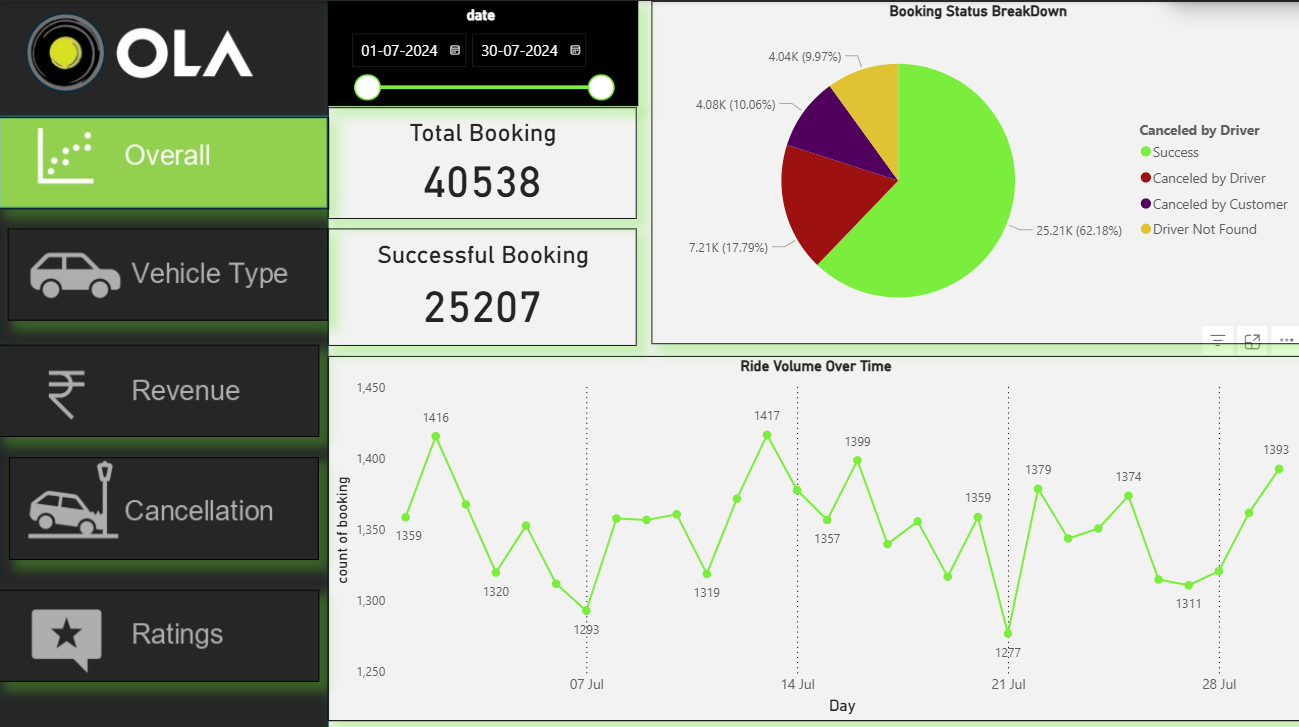 OLA
Overall
Vehicle Type
Revenue
Cancellation
Ratings
date
01-07-2024
30-07-2024
Total Booking
40538
Successful Booking
25207
Booking Status BreakDown
4.04K (9.97%)
4.08K (10.06%)
7.21K (17.79%)
25.21K (62.18%)
Canceled by Driver
Success
Canceled by Driver
Canceled by Customer
Driver Not Found
Ride Volume Over Time
count of booking
1,450
1,400
1,350
1,300
1,250
1359
1416
1320
1293
1319
1417
1357
1399
1359
1277
1379
1374
1311
1393
07 Jul
14 Jul
21 Jul
28 Jul
Day